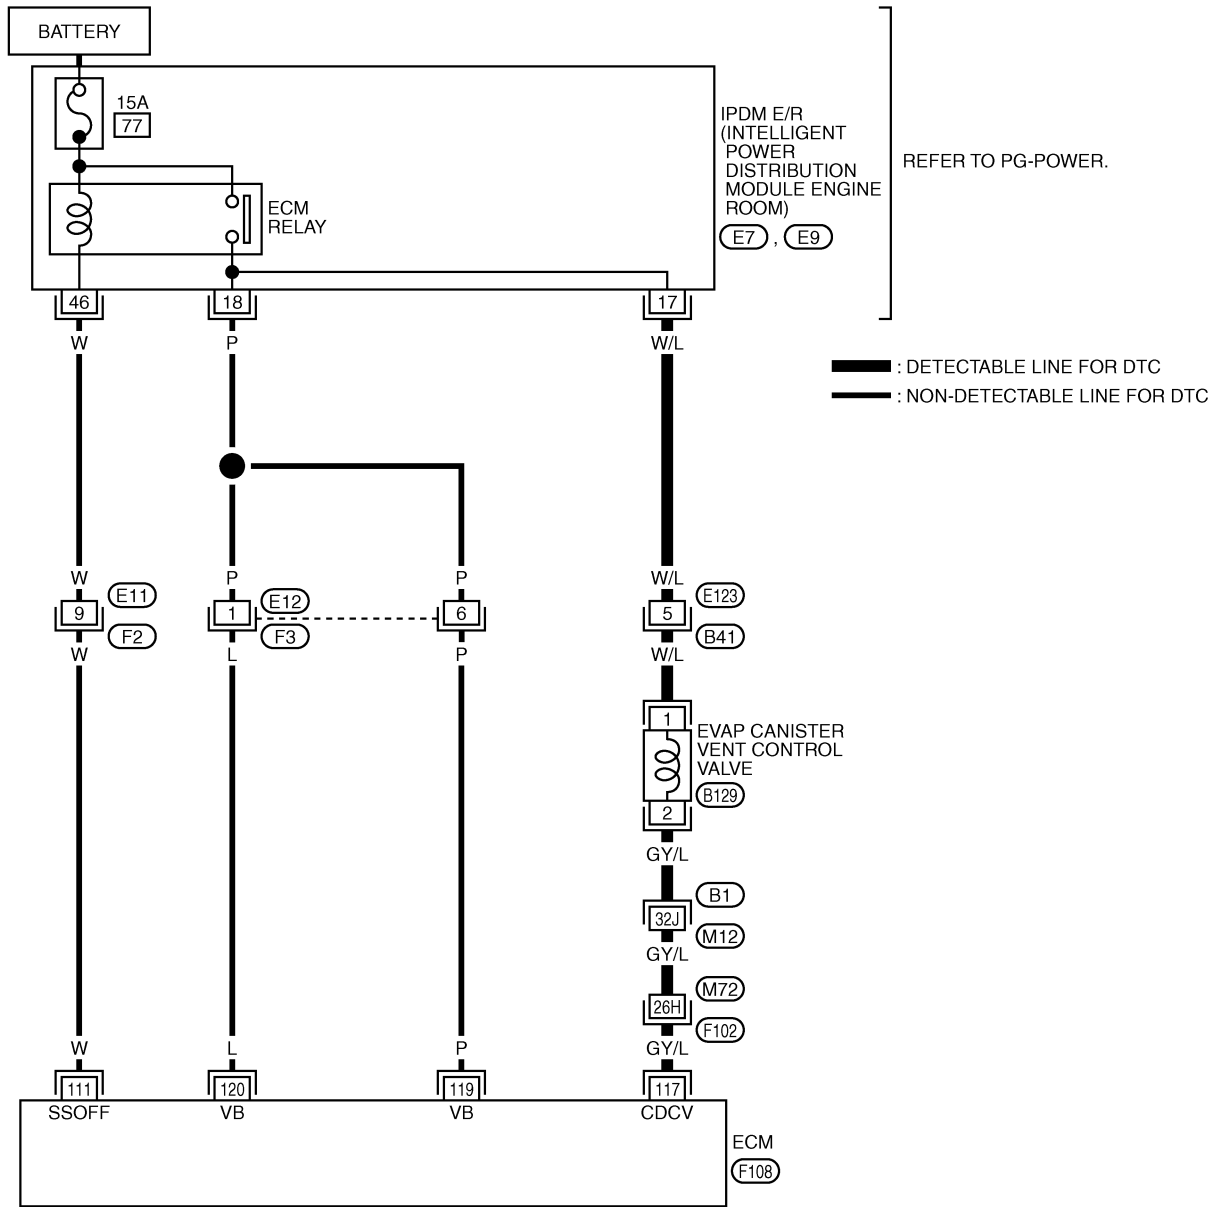 BATTERY
15A
77
ECM
RELAY
IPDM E/R
(INTELLIGENT
POWER
DISTRIBUTION
MODULE ENGINE
ROOM)
E7 , E9
REFER TO PG-POWER.
46 18 17
W P W/L
: DETECTABLE LINE FOR DTC
: NON-DETECTABLE LINE FOR DTC
W P P W/L
E11 E12 E123
9 1 6 5
F2 F3 B41
W L P W/L
1
EVAP CANISTER
VENT CONTROL
VALVE
B129
2
GY/L
B1
32J
M12
GY/L
M72
26H
F102
W L P GY/L
111 120 119 117
SSOFF VB VB CDCV
ECM
F108